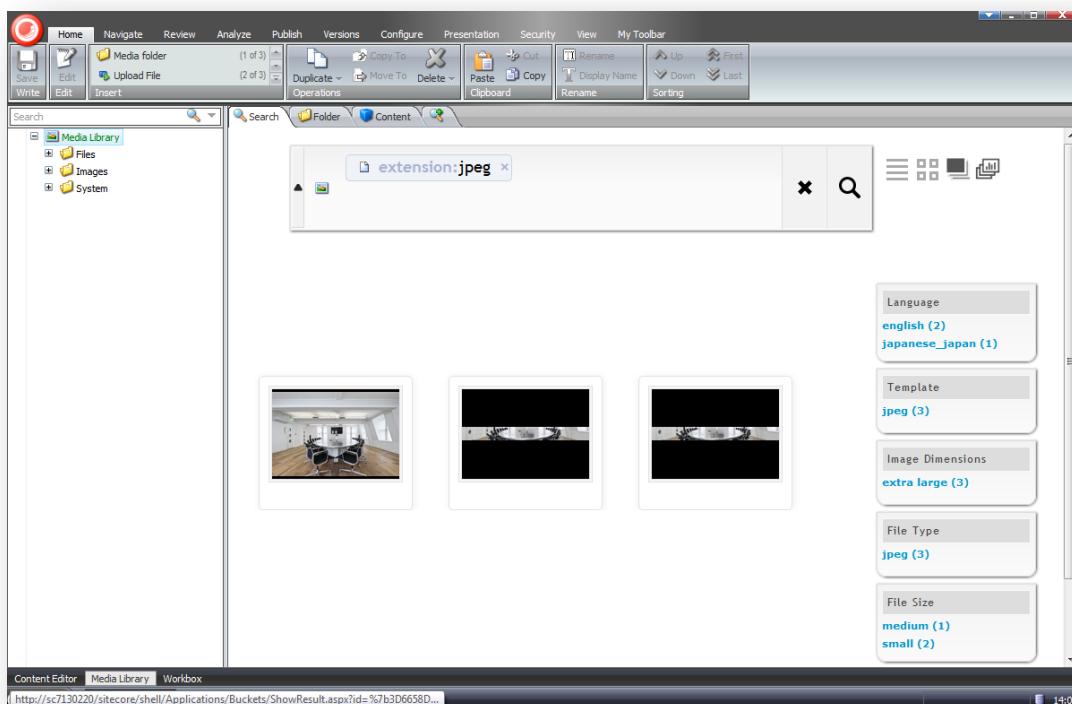 Home Navigate Review Analyze Publish Versions Configure Presentation Security View My Toolbar
Save
Write
Edit
Edit
Media folder
Upload File
(1 of 3)
(2 of 3)
Insert
Duplicate
Copy To
Move To
Delete
Operations
Paste
Cut
Copy
Clipboard
Rename
Display Name
Rename
Up
Down
First
Last
Sorting
Search
Media Library
Files
Images
System
Search Folder Content
extension:jpeg ×
Language
english (2)
japanese_japan (1)
Template
jpeg (3)
Image Dimensions
extra large (3)
File Type
jpeg (3)
File Size
medium (1)
small (2)
Content Editor Media Library Workbox
http://sc7130220/sitecore/shell/Applications/Buckets/ShowResult.aspx?id=%7b3D6658D...